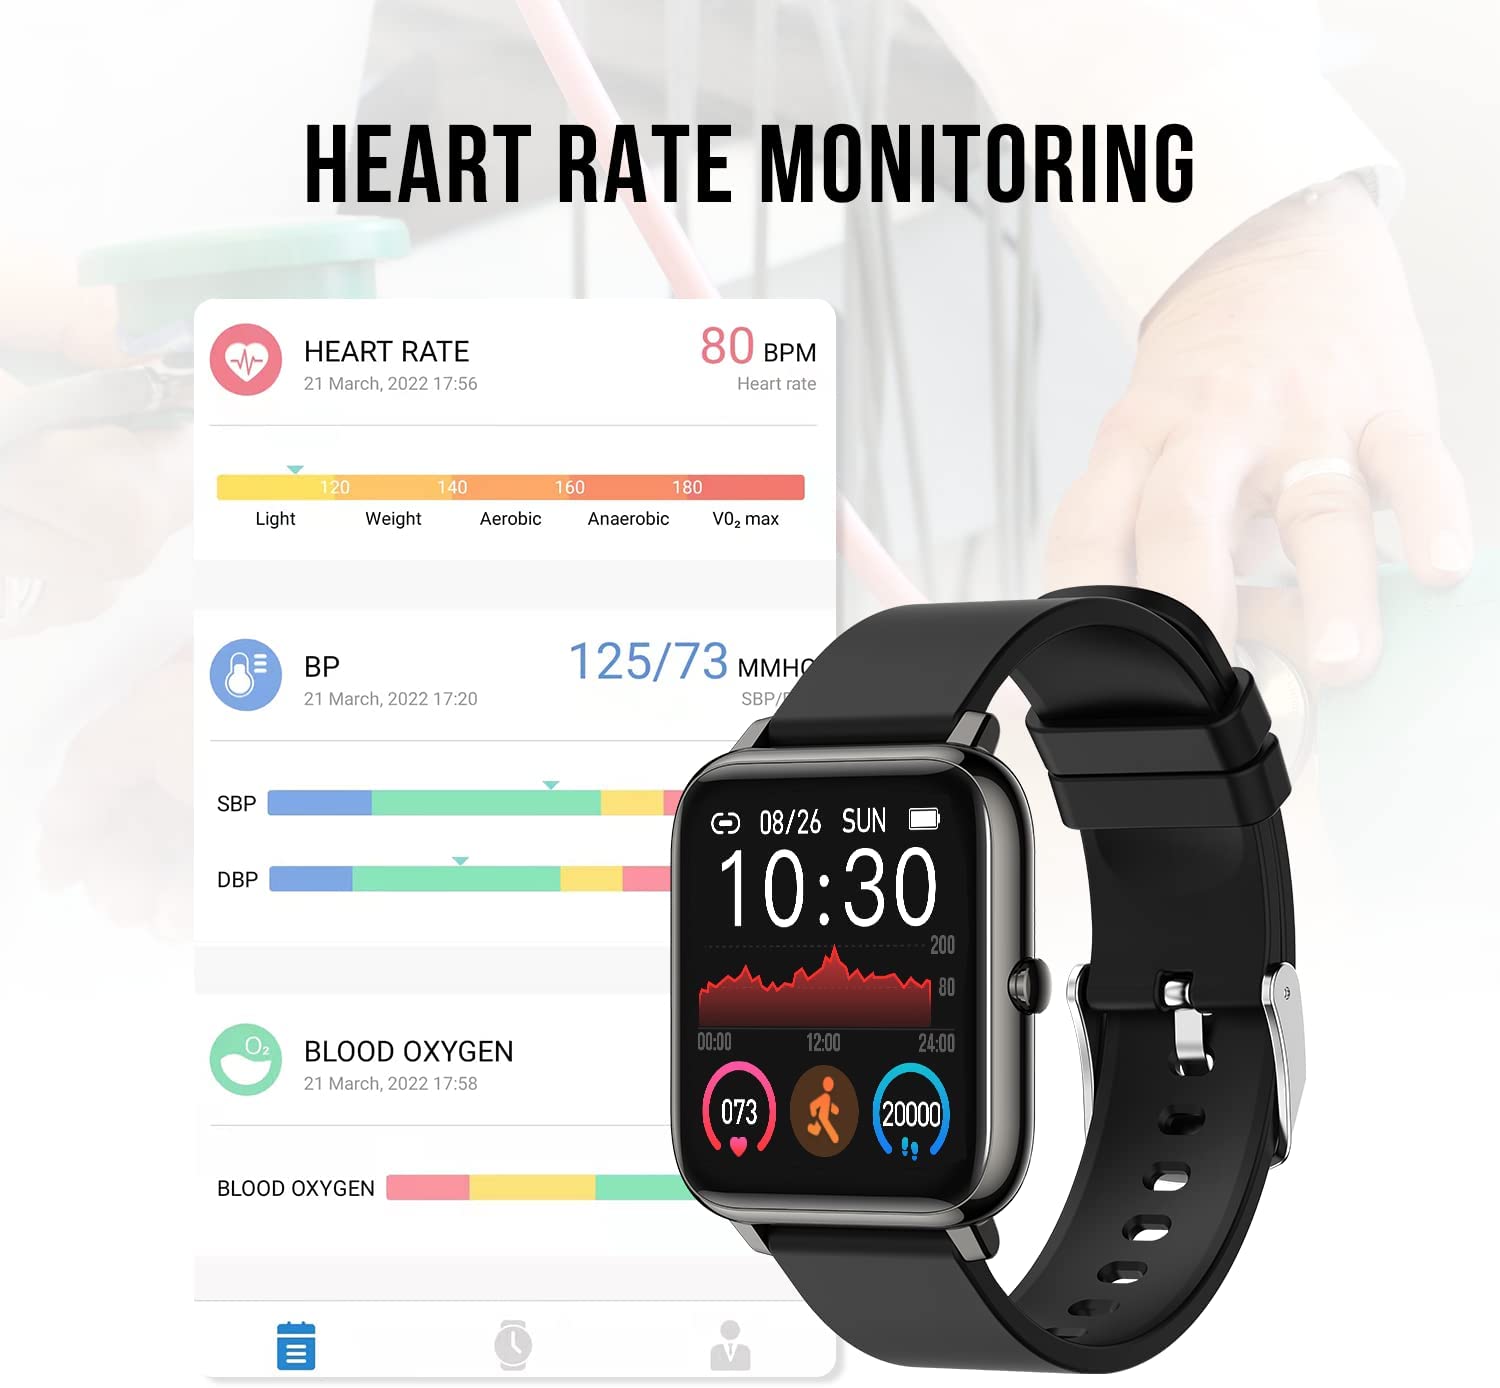 HEART RATE MONITORING
HEART RATE
80 BPM
21 March, 2022 17:56
Heart rate
120 140 160 180
Light Weight Aerobic Anaerobic V0₂ max
BP
125/73
21 March, 2022 17:20
SBP
DBP
O₂
BLOOD OXYGEN
21 March, 2022 17:58
BLOOD OXYGEN
08/26 SUN
10:30
200
80
00:00 12:00 24:00
073 20000